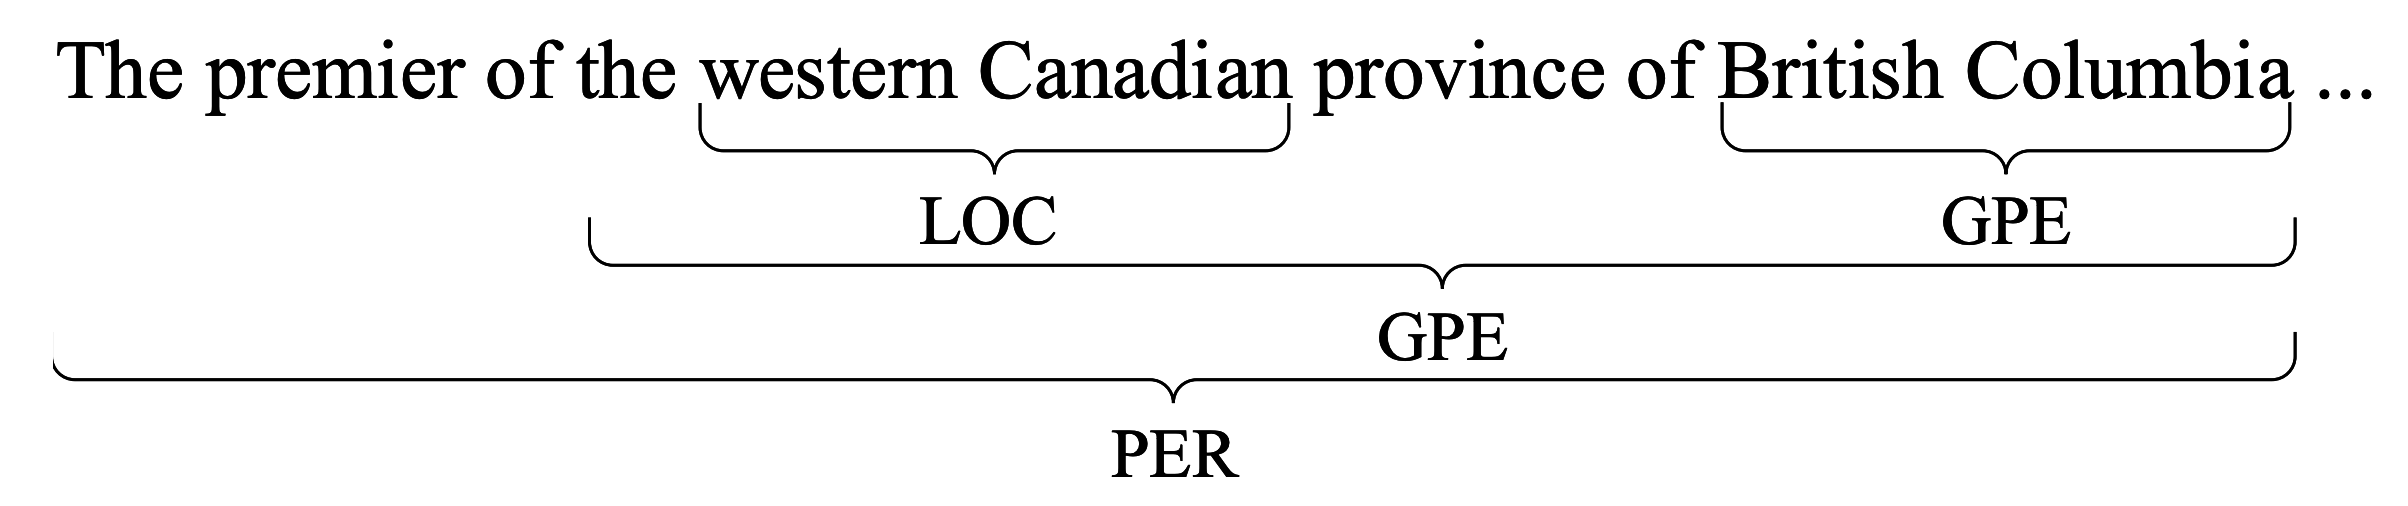 The premier of the western Canadian province of British Columbia ...
LOC GPE
GPE
PER